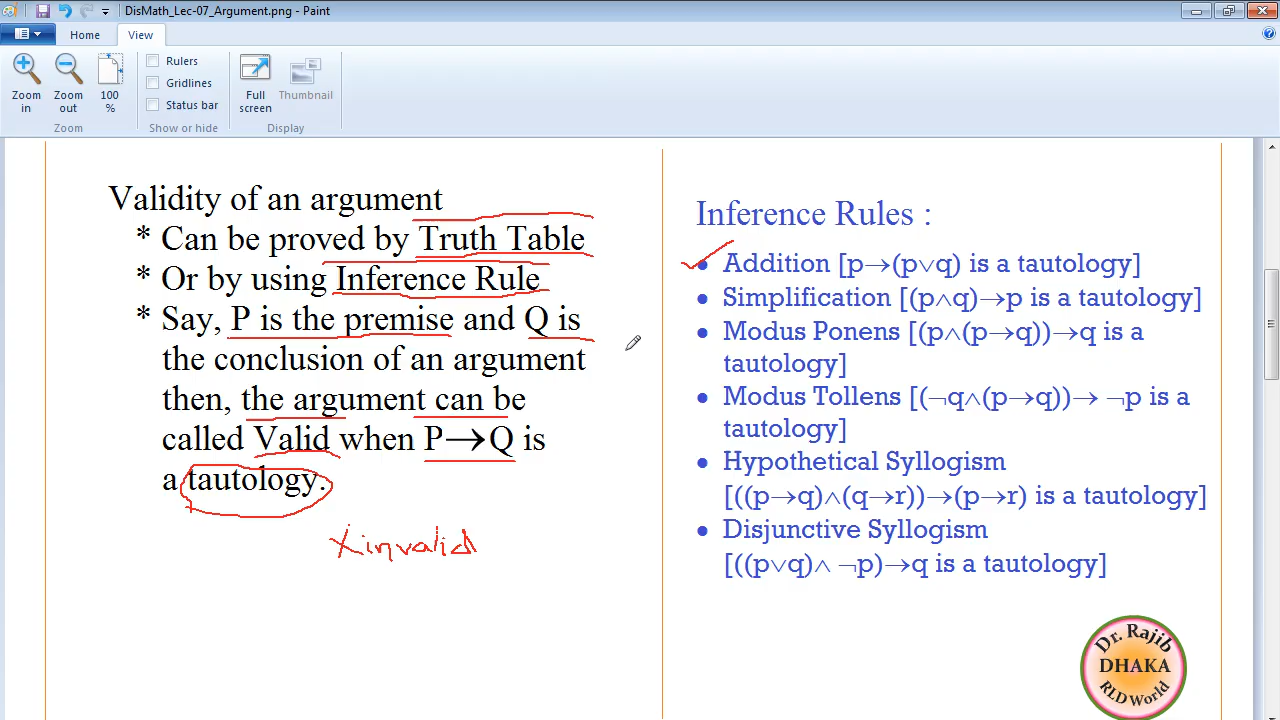 DisMath_Lec-07_Argument.png - Paint
Home View
Zoom in
Zoom out
100 %
Zoom
Rulers
Gridlines
Status bar
Show or hide
Full screen
Thumbnail
Display
Validity of an argument
* Can be proved by Truth Table
* Or by using Inference Rule
* Say, P is the premise and Q is
the conclusion of an argument
then, the argument can be
called Valid when P→Q is
a tautology.
X invalid
Inference Rules :
• Addition [p→(p∨q) is a tautology]
• Simplification [(p∧q)→p is a tautology]
• Modus Ponens [(p∧(p→q))→q is a
tautology]
• Modus Tollens [(¬q∧(p→q))→ ¬p is a
tautology]
• Hypothetical Syllogism
[((p→q)∧(q→r))→(p→r) is a tautology]
• Disjunctive Syllogism
[((p∨q)∧ ¬p)→q is a tautology]
Dr. Rajib
DHAKA
RLDWorld